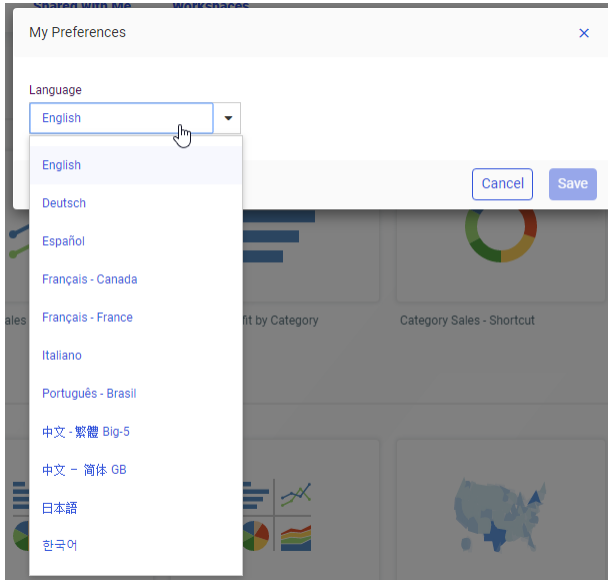 Shared with Me Workspaces
My Preferences
Language
English
English
Deutsch
Español
Français - Canada
Français - France
Italiano
Português - Brasil
中文 - 繁體 Big-5
中文 – 简体 GB
日本語
한국어
Cancel Save
ales
fit by Category
Category Sales - Shortcut